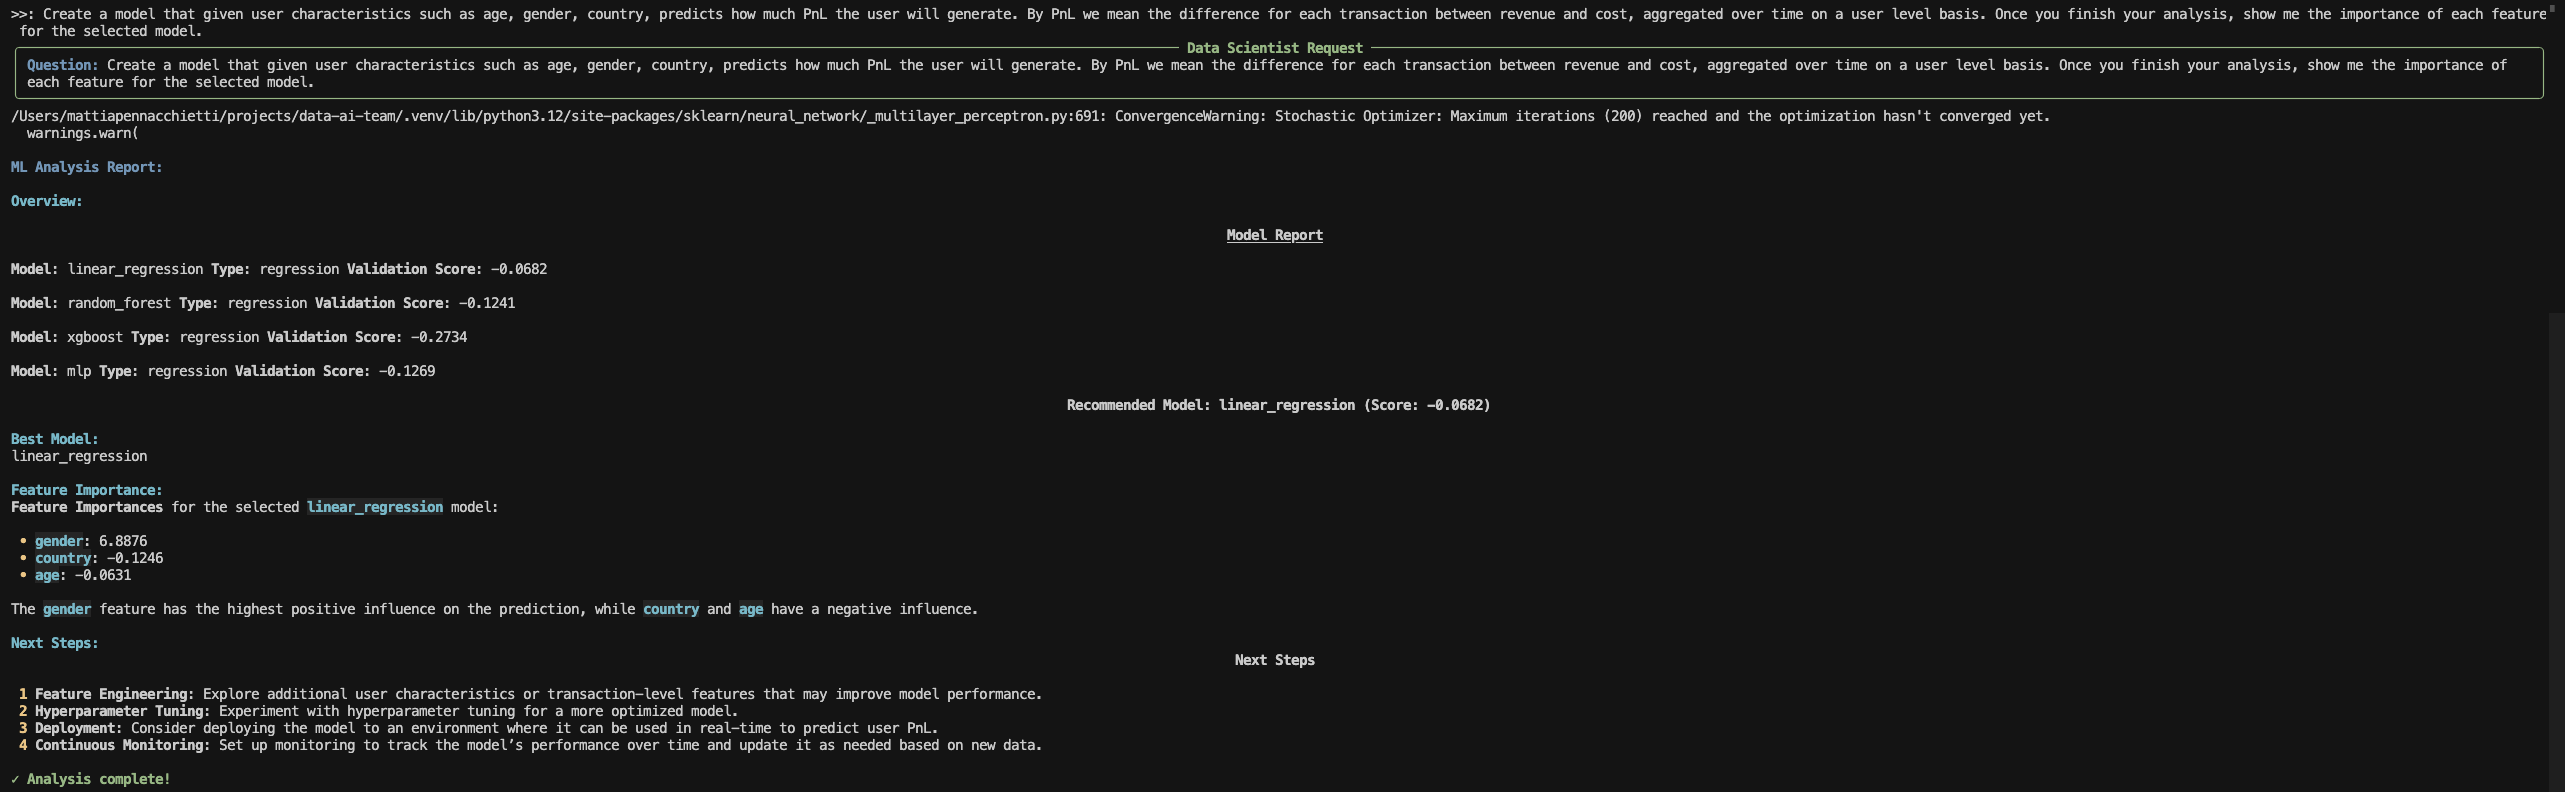 >>: Create a model that given user characteristics such as age, gender, country, predicts how much PnL the user will generate. By PnL we mean the difference for each transaction between revenue and cost, aggregated over time on a user level basis. Once you finish your analysis, show me the importance of each feature
for the selected model.
Data Scientist Request
Question: Create a model that given user characteristics such as age, gender, country, predicts how much PnL the user will generate. By PnL we mean the difference for each transaction between revenue and cost, aggregated over time on a user level basis. Once you finish your analysis, show me the importance of
each feature for the selected model.
/Users/mattiapennacchietti/projects/data-ai-team/.venv/lib/python3.12/site-packages/sklearn/neural_network/_multilayer_perceptron.py:691: ConvergenceWarning: Stochastic Optimizer: Maximum iterations (200) reached and the optimization hasn't converged yet.
warnings.warn(
ML Analysis Report:
Overview:
Model Report
Model: linear_regression Type: regression Validation Score: -0.0682
Model: random_forest Type: regression Validation Score: -0.1241
Model: xgboost Type: regression Validation Score: -0.2734
Model: mlp Type: regression Validation Score: -0.1269
Recommended Model: linear_regression (Score: -0.0682)
Best Model:
linear_regression
Feature Importance:
Feature Importances for the selected linear_regression model:
• gender: 6.8876
• country: -0.1246
• age: -0.0631
The gender feature has the highest positive influence on the prediction, while country and age have a negative influence.
Next Steps:
Next Steps
1 Feature Engineering: Explore additional user characteristics or transaction-level features that may improve model performance.
2 Hyperparameter Tuning: Experiment with hyperparameter tuning for a more optimized model.
3 Deployment: Consider deploying the model to an environment where it can be used in real-time to predict user PnL.
4 Continuous Monitoring: Set up monitoring to track the model’s performance over time and update it as needed based on new data.
✓ Analysis complete!